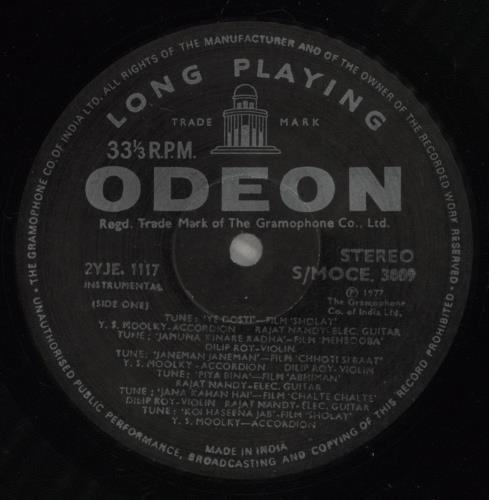 UNAUTHORISED PUBLIC PERFORMANCE, BROADCASTING AND COPYING OF THIS RECORD PROHIBITED
THE GRAMOPHONE CO. OF INDIA LTD. ALL RIGHTS OF THE MANUFACTURER AND OF THE OWNER OF THE RECORDED WORK RESERVED
LONG PLAYING
TRADE MARK
33⅓ R.P.M.
ODEON
Regd. Trade Mark of The Gramophone Co., Ltd.
2YJE. 1117
STEREO
INSTRUMENTAL
S/MOCE. 3009
(SIDE ONE)
Ⓟ 1977
The Gramophone
Co. of India Ltd.
TUNE: 'YE DOSTI'—FILM 'SHOLAY'
Y. S. MOOLKY-ACCORDION RAJAT NANDY-ELEC. GUITAR
TUNE: 'JAMUNA KINARE RADHA'—FILM 'MEHBOOBA'
DILIP ROY-VIOLIN
TUNE: 'JANEMAN JANEMAN'—FILM 'CHHOTI SI BAAT'
Y. S. MOOLKY—ACCORDION DILIP ROY-VIOLIN
TUNE: 'PIYA BINA'—FILM 'ABHIMAN'
RAJAT NANDY-ELEC. GUITAR
TUNE: 'JANA KAHAN HAI'—FILM 'CHALTE CHALTE'
DILIP ROY-VIOLIN RAJAT NANDY-ELEC. GUITAR
TUNE: 'KOI HASEENA JAB'-FILM 'SHOLAY'
Y. S. MOOLKY—ACCORDION
MADE IN INDIA